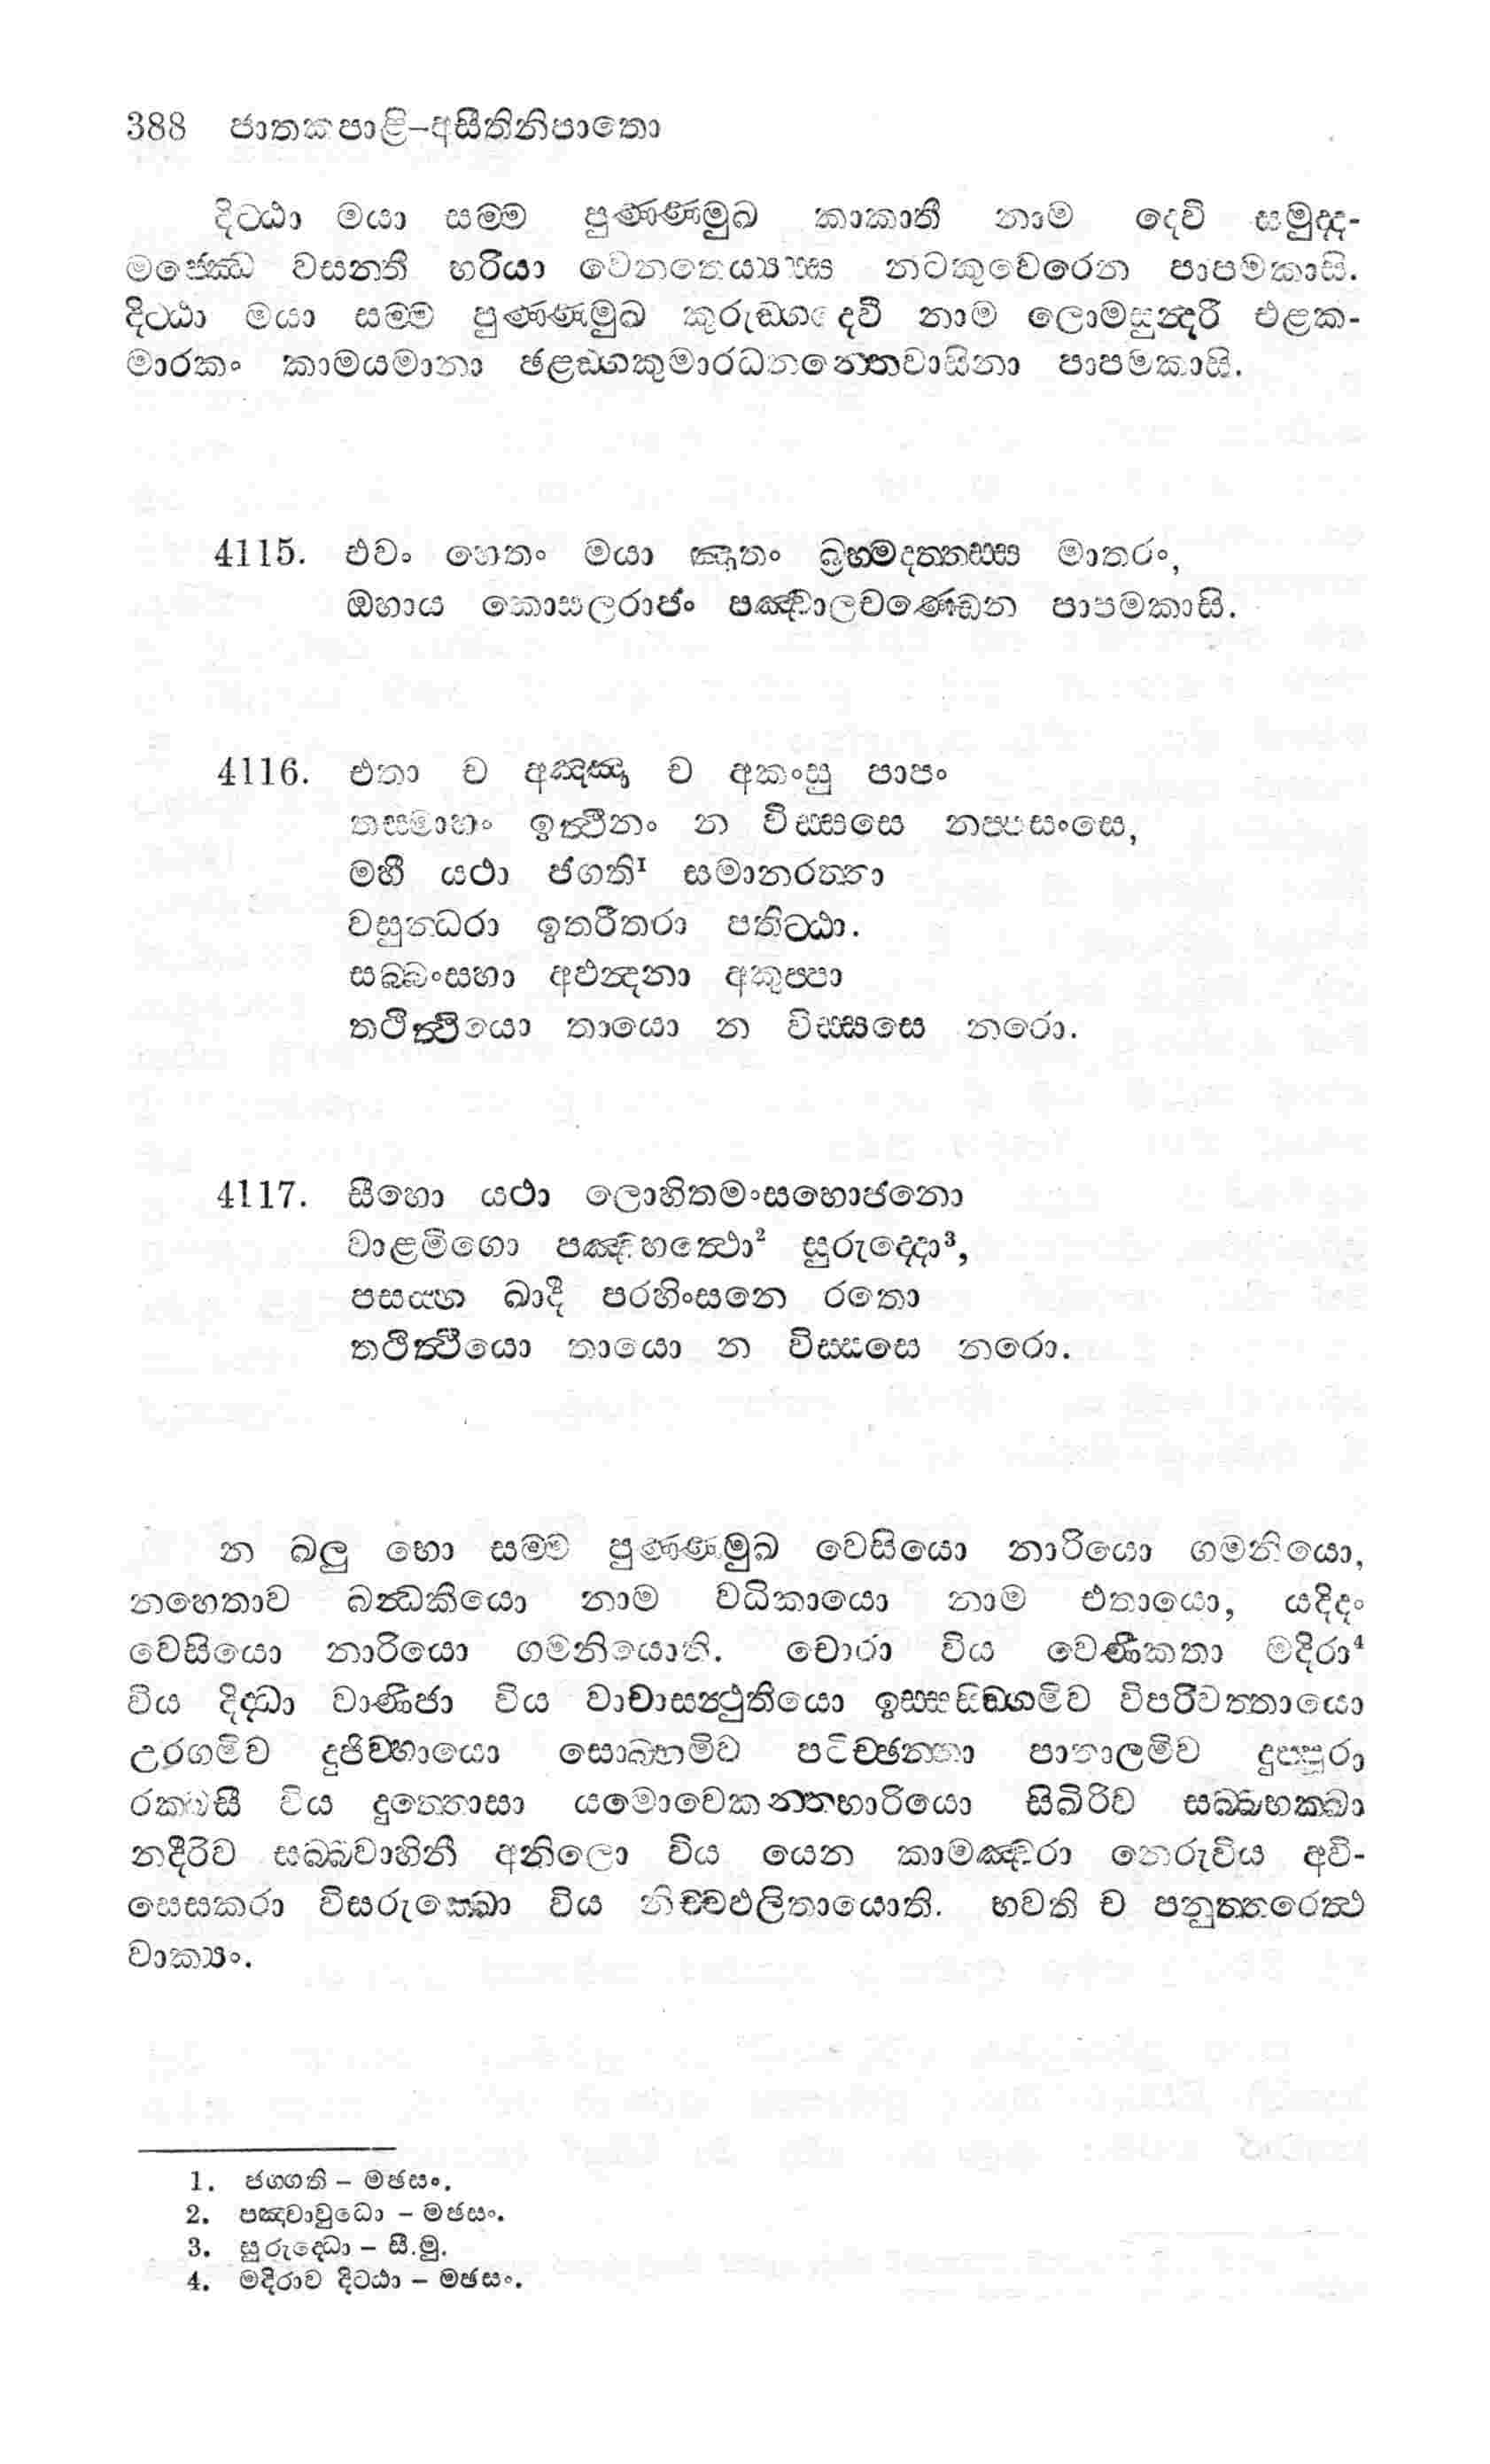 388 ජාතකපාළි–අසීතිනිපාතො
දිට්ඨා මයා සම්ම පුණ්ණමුඛ කාකාතී නාම දෙවි සමුද්ද-
මජ්ඣෙ වසන්තී භරියා වෙනතෙය්‍යස්ස නටකුවෙරෙන පාපමකාසි.
දිට්ඨා මයා සම්ම පුණ්ණමුඛ කුරුඞ්ගදෙවී නාම ලොමසුන්දරී එළක-
මාරකං කාමයමානා ඡළඞ්ගකුමාරධනන්තෙවාසිනා පාපමකාසි.
4115. එවං හෙතං මයා ඤාතං බ්‍රහ්මදත්තස්ස මාතරං,
ඔහාය කොසලරාජං පඤ්චාලචණ්ඩෙන පාපමකාසි.
4116. එතා ච අඤ්ඤා ච අකංසු පාපං
තස්මාහං ඉත්ථීනං න විස්සසෙ නප්පසංසෙ,
මහී යථා ජගති¹ සමානරත්තා
වසුන්ධරා ඉතරීතරා පතිට්ඨා.
සබ්බංසහා අඵන්දනා අකුප්පා
තථිත්ථියො තායො න විස්සසෙ නරො.
4117. සීහො යථා ලොහිතමංසභොජනො
වාළමිගො පඤ්චහත්ථො² සුරුද්දො³,
පසය්හ ඛාදී පරහිංසනෙ රතො
තථිත්ථියො තායො න විස්සසෙ නරො.
න ඛලු භො සම්ම පුණ්ණමුඛ වෙසියො නාරියො ගමනියො,
නහෙතාව බන්ධකියො නාම වධිකායො නාම එතායො, යදිදං
වෙසියො නාරියො ගමනියොති. චොරා විය වෙණිකතා මදිරා⁴
විය දිද්ධා වාණිජා විය වාචාසන්ථුතියො ඉස්සසිඞ්ගමිව විපරිවත්තායො
උරගමිව දුජිව්හායො සොබ්භමිව පටිච්ඡන්නා පාතාලමිව දුප්පූරා
රක්ඛසී විය දුත්තොසා යමොවෙකන්තහාරියො සිඛිරිව සබ්බභක්ඛා
නදීරිව සබ්බවාහිනී අනිලො විය යෙන කාමඤ්චරා නෙරුවිය අවි-
සෙසකරා විසරුක්ඛො විය නිච්චඵලිතායොති. භවති ච පනුත්තරෙත්ථ
වාක්‍යං.
1. ජග්ගති – මඡසං.
2. පඤ්චාවුධො – මඡසං.
3. සුරුද්ධො – සී.මු.
4. මදිරාව දිට්ඨා – මඡසං.